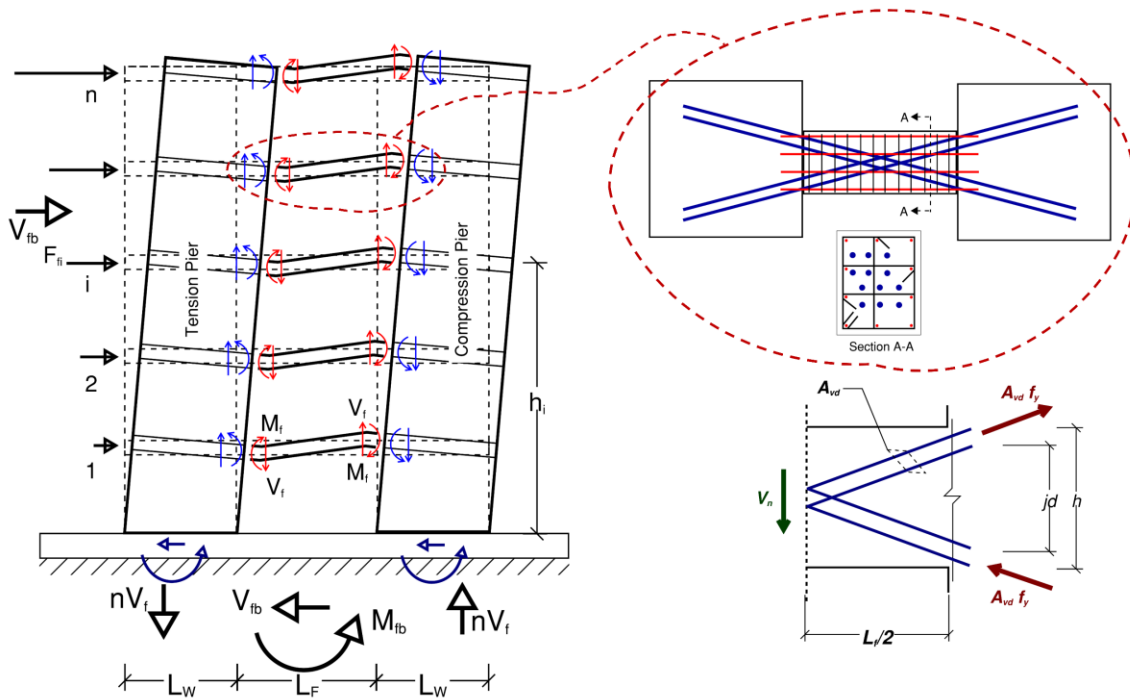 n
V_fb
F_fi
i
2
1
Tension Pier
Compression Pier
h_i
M_f
V_f
V_f
M_f
nV_f
V_fb
M_fb
nV_f
L_W
L_F
L_W
A
A
Section A-A
A_vd
A_vd f_y
V_n
jd
h
A_vd f_y
L_f/2